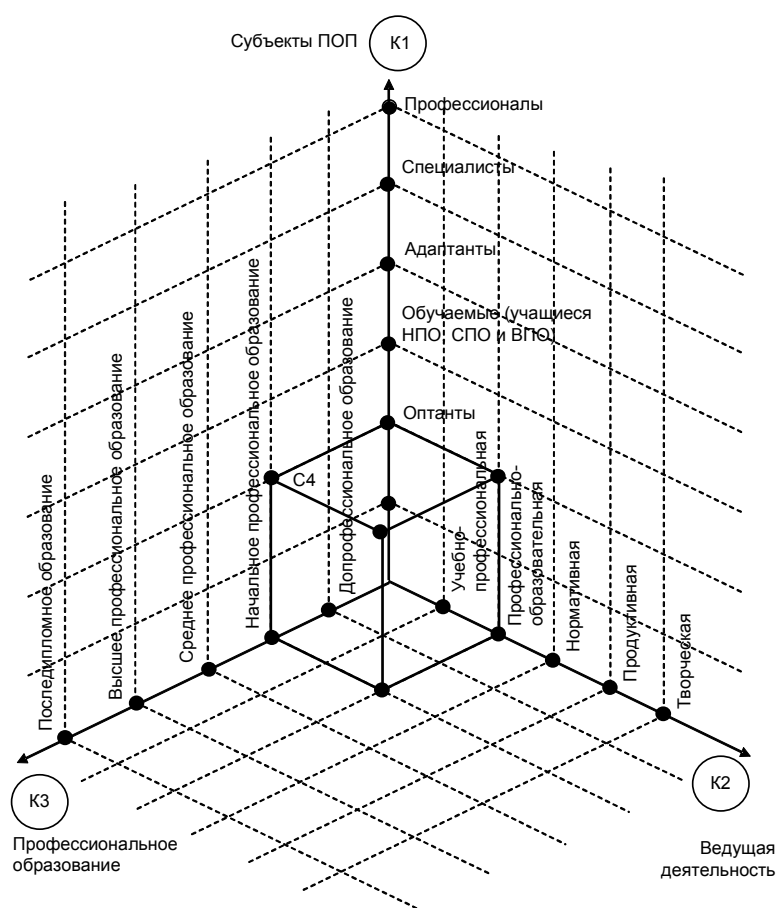 Субъекты ПОП
К1
Профессионалы
Специалисты
Адаптанты
Обучаемые (учащиеся
НПО, СПО и ВПО)
Оптанты
С4
Последипломное образование
Высшее профессиональное образование
Среднее профессиональное образование
Начальное профессиональное образование
Допрофессиональное образование
Учебно-
профессиональная
Профессионально-
образовательная
Нормативная
Продуктивная
Творческая
К3
К2
Профессиональное
образование
Ведущая
деятельность